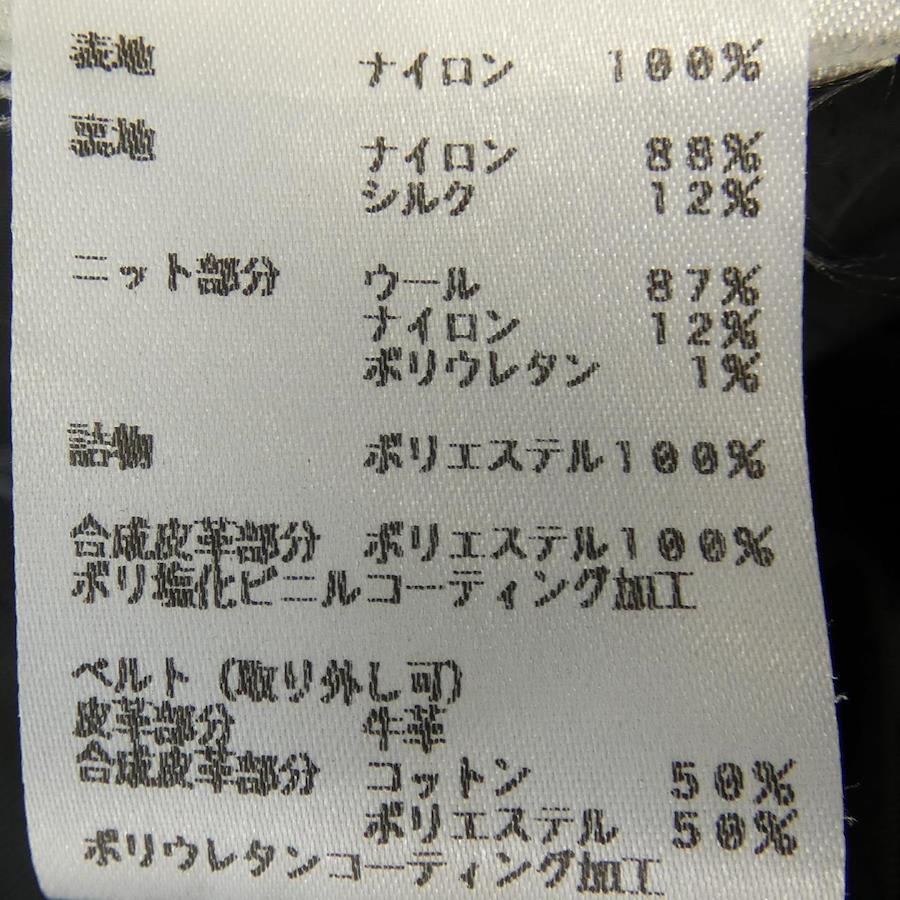 表地 ナイロン 100%
裏地 ナイロン 88%
シルク 12%
ニット部分 ウール 87%
ナイロン 12%
ポリウレタン 1%
詰物 ポリエステル100%
合成皮革部分 ポリエステル100%
ポリ塩化ビニルコーティング加工
ベルト (取り外し可)
皮革部分 牛革
合成皮革部分 コットン 50%
ポリエステル 50%
ポリウレタンコーティング加工